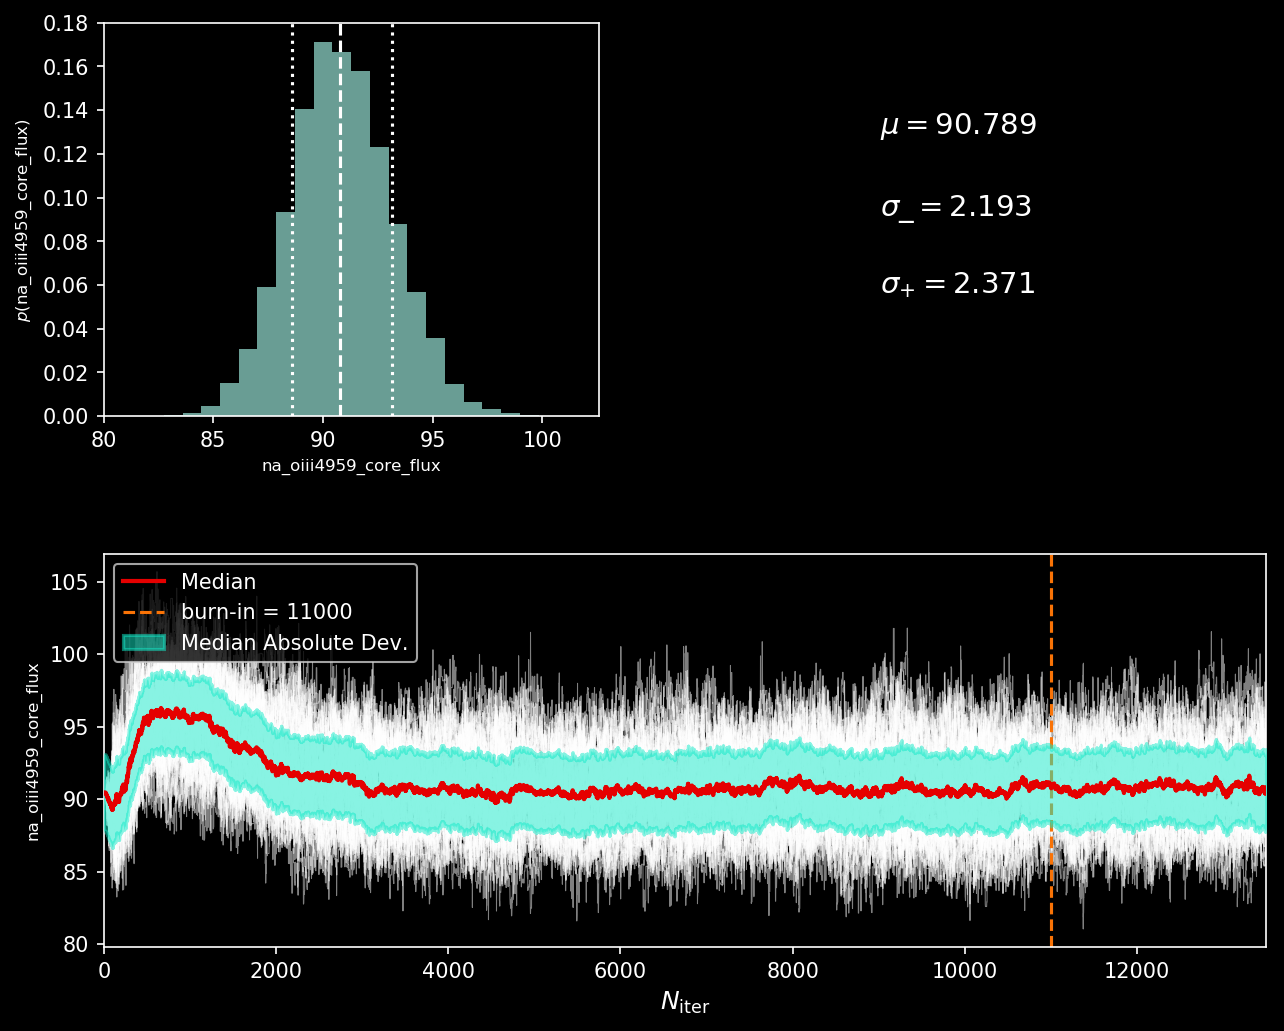 0.18
0.16
0.14
0.12
0.10
0.08
0.06
0.04
0.02
0.00
p(na_oiii4959_core_flux)
80 85 90 95 100
na_oiii4959_core_flux
μ = 90.789
σ₋ = 2.193
σ₊ = 2.371
105
100
95
90
85
80
na_oiii4959_core_flux
Median
burn-in = 11000
Median Absolute Dev.
0 2000 4000 6000 8000 10000 12000
N_iter